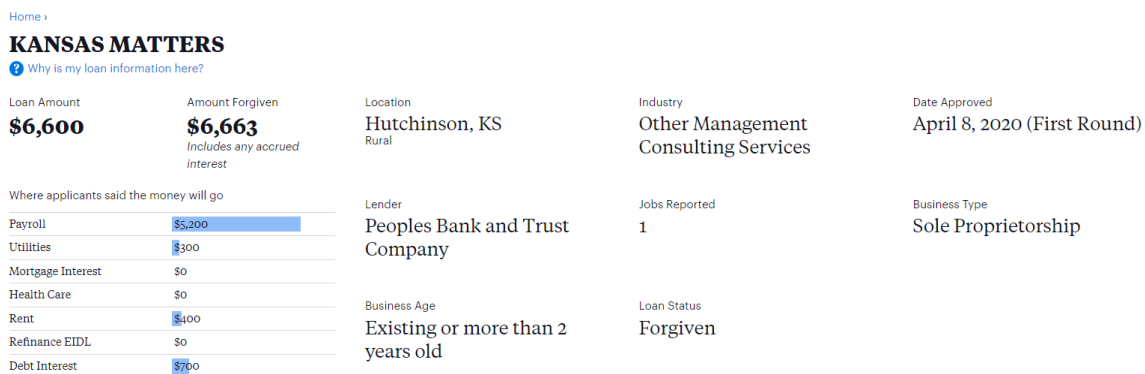 Home ›
KANSAS MATTERS
? Why is my loan information here?
Loan Amount
$6,600
Amount Forgiven
$6,663
Includes any accrued
interest
Where applicants said the money will go
Payroll $5,200
Utilities $300
Mortgage Interest $0
Health Care $0
Rent $400
Refinance EIDL $0
Debt Interest $700
Location
Hutchinson, KS
Rural
Industry
Other Management
Consulting Services
Date Approved
April 8, 2020 (First Round)
Lender
Peoples Bank and Trust
Company
Jobs Reported
1
Business Type
Sole Proprietorship
Business Age
Existing or more than 2
years old
Loan Status
Forgiven